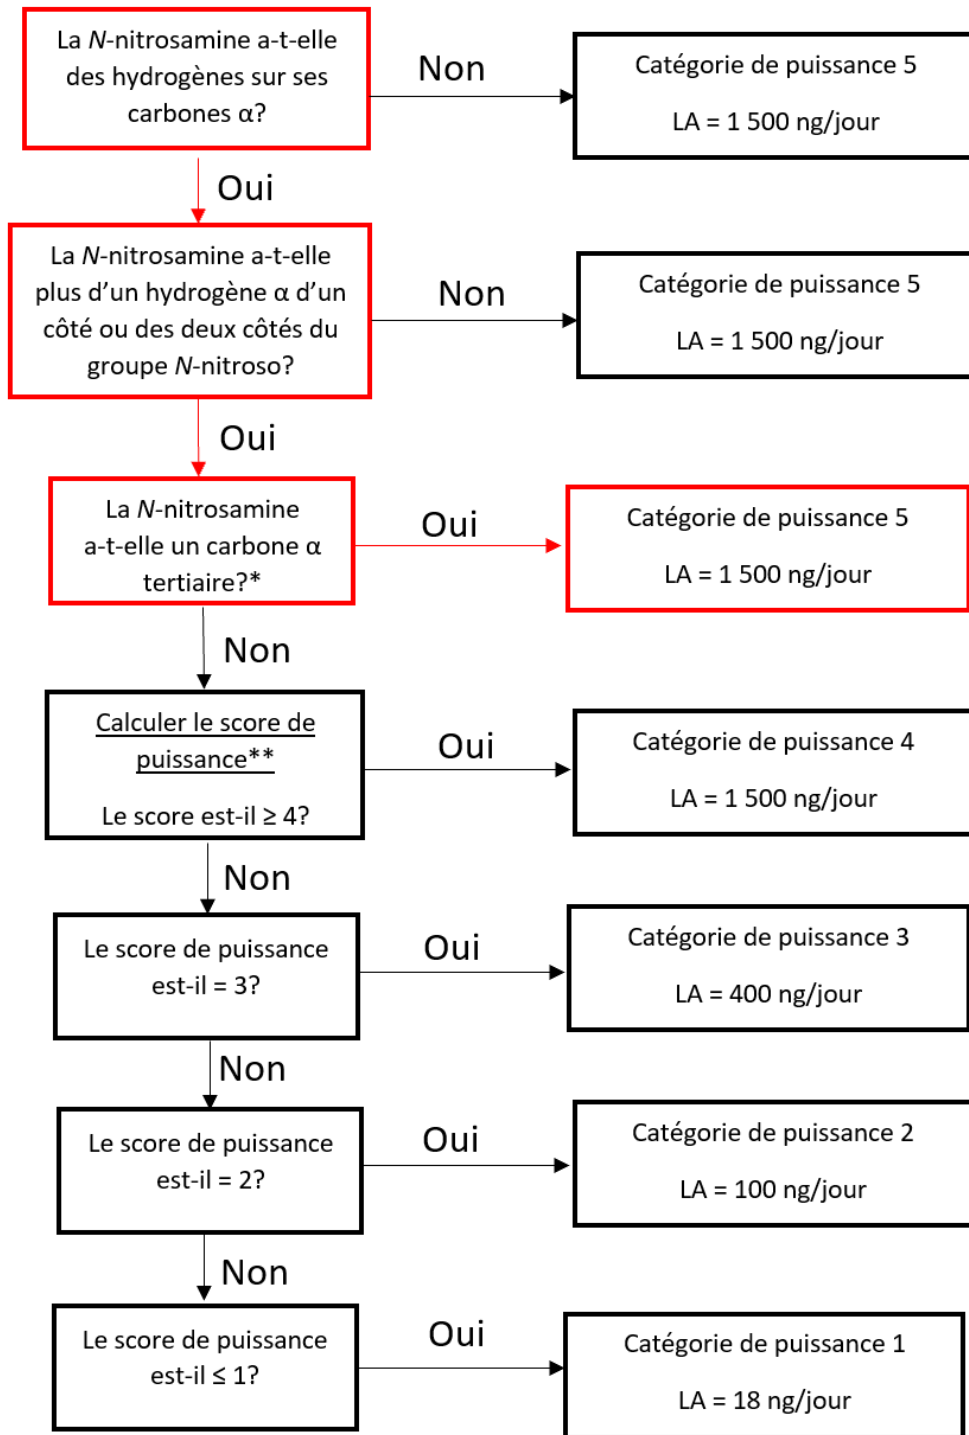 La N-nitrosamine a-t-elle
des hydrogènes sur ses
carbones α?
Non
Catégorie de puissance 5
LA = 1 500 ng/jour
Oui
La N-nitrosamine a-t-elle
plus d’un hydrogène α d’un
côté ou des deux côtés du
groupe N-nitroso?
Non
Catégorie de puissance 5
LA = 1 500 ng/jour
Oui
La N-nitrosamine
a-t-elle un carbone α
tertiaire?*
Oui
Catégorie de puissance 5
LA = 1 500 ng/jour
Non
Calculer le score de
puissance**
Le score est-il ≥ 4?
Oui
Catégorie de puissance 4
LA = 1 500 ng/jour
Non
Le score de puissance
est-il = 3?
Oui
Catégorie de puissance 3
LA = 400 ng/jour
Non
Le score de puissance
est-il = 2?
Oui
Catégorie de puissance 2
LA = 100 ng/jour
Non
Le score de puissance
est-il ≤ 1?
Oui
Catégorie de puissance 1
LA = 18 ng/jour